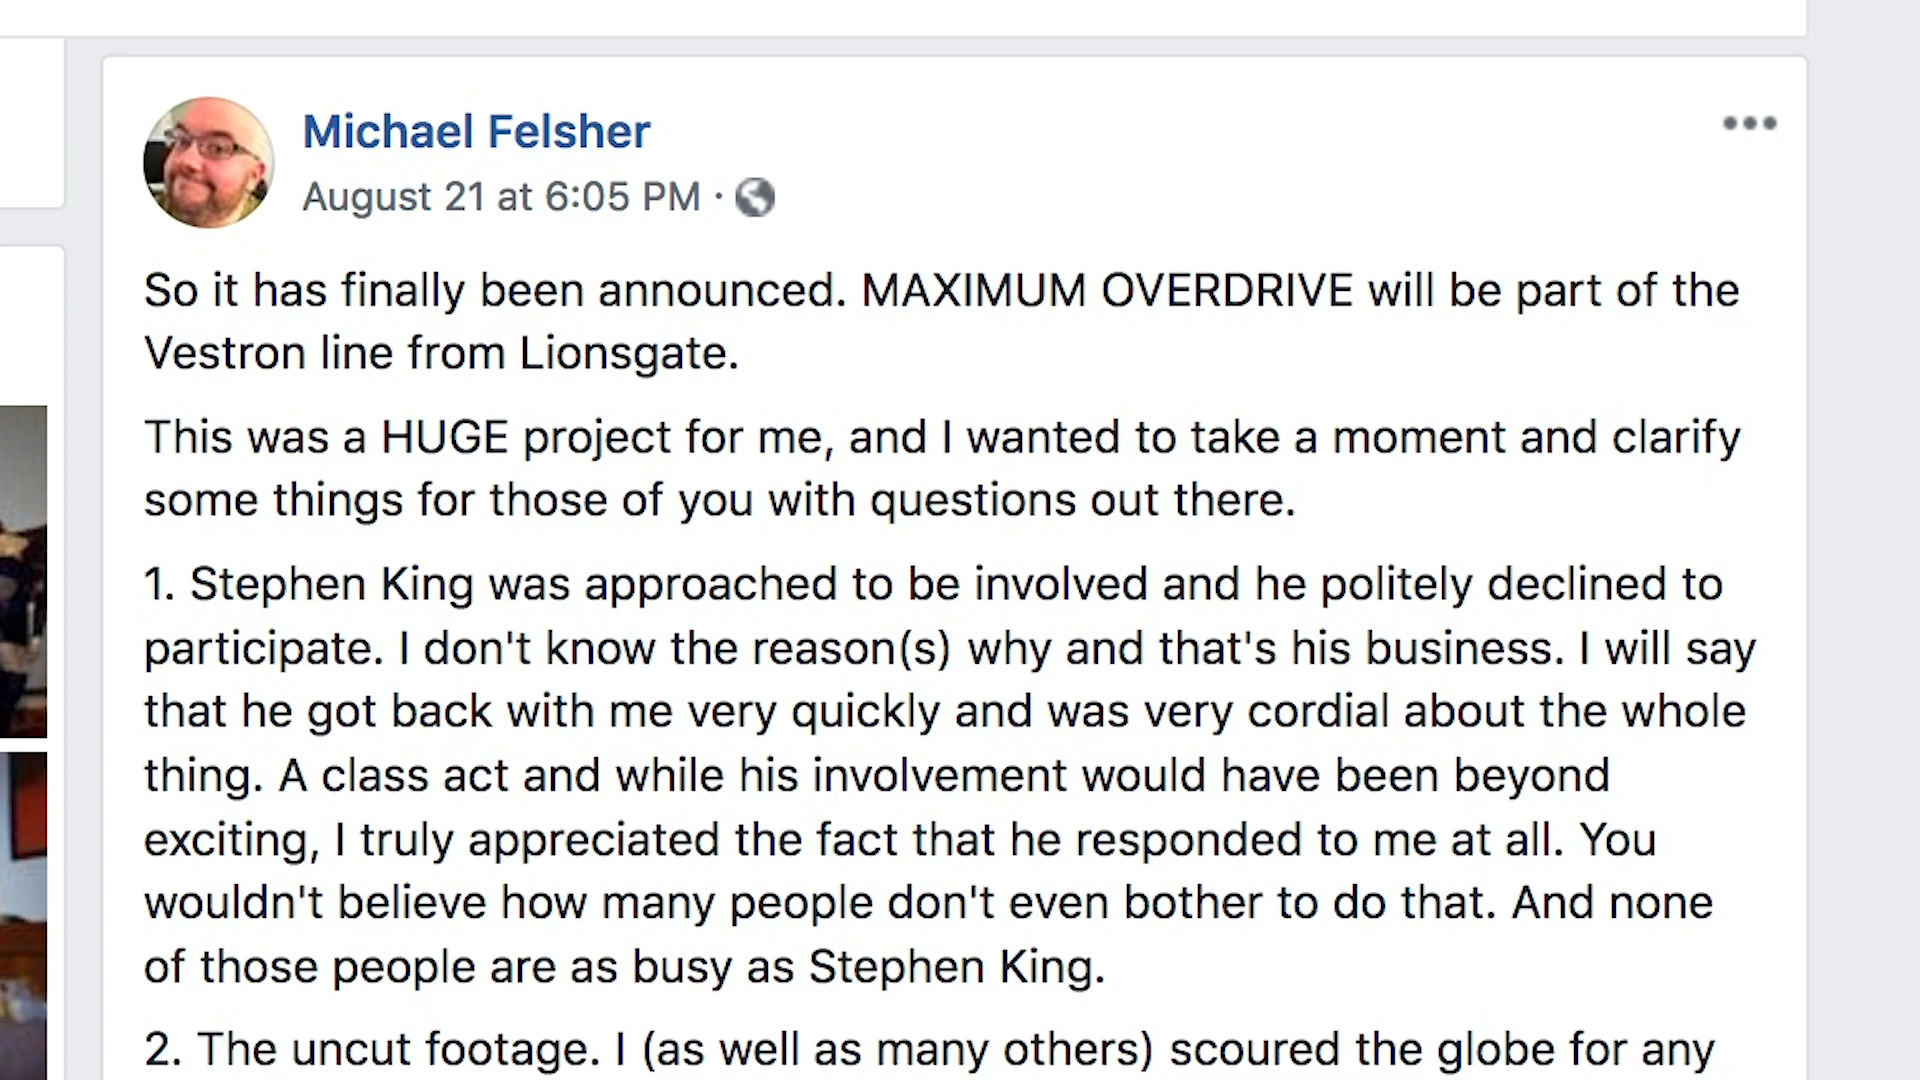 Michael Felsher
August 21 at 6:05 PM ·
So it has finally been announced. MAXIMUM OVERDRIVE will be part of the
Vestron line from Lionsgate.
This was a HUGE project for me, and I wanted to take a moment and clarify
some things for those of you with questions out there.
1. Stephen King was approached to be involved and he politely declined to
participate. I don't know the reason(s) why and that's his business. I will say
that he got back with me very quickly and was very cordial about the whole
thing. A class act and while his involvement would have been beyond
exciting, I truly appreciated the fact that he responded to me at all. You
wouldn't believe how many people don't even bother to do that. And none
of those people are as busy as Stephen King.
2. The uncut footage. I (as well as many others) scoured the globe for any